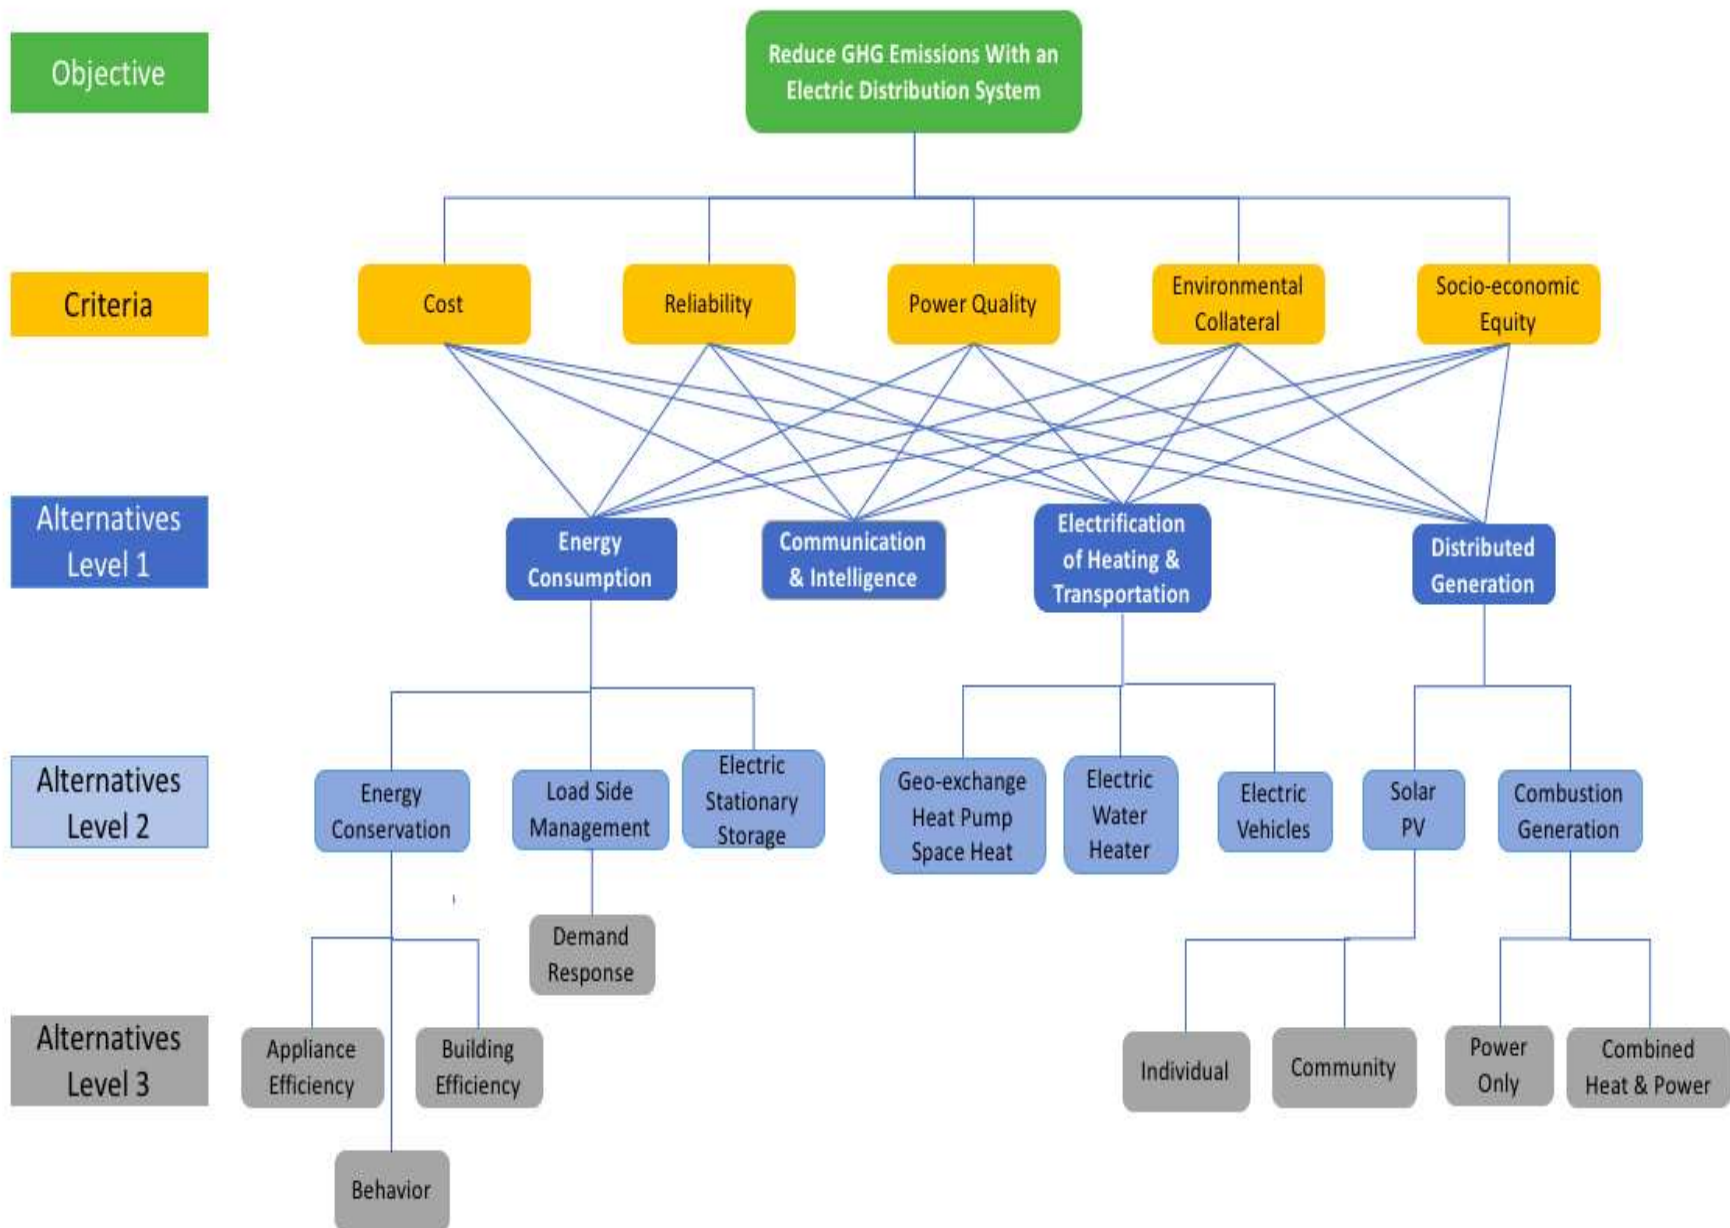 Objective
Reduce GHG Emissions With an
Electric Distribution System
Criteria
Cost
Reliability
Power Quality
Environmental
Collateral
Socio-economic
Equity
Alternatives
Level 1
Energy
Consumption
Communication
& Intelligence
Electrification
of Heating &
Transportation
Distributed
Generation
Alternatives
Level 2
Energy
Conservation
Load Side
Management
Electric
Stationary
Storage
Geo-exchange
Heat Pump
Space Heat
Electric
Water
Heater
Electric
Vehicles
Solar
PV
Combustion
Generation
Demand
Response
Alternatives
Level 3
Appliance
Efficiency
Building
Efficiency
Individual
Community
Power
Only
Combined
Heat & Power
Behavior